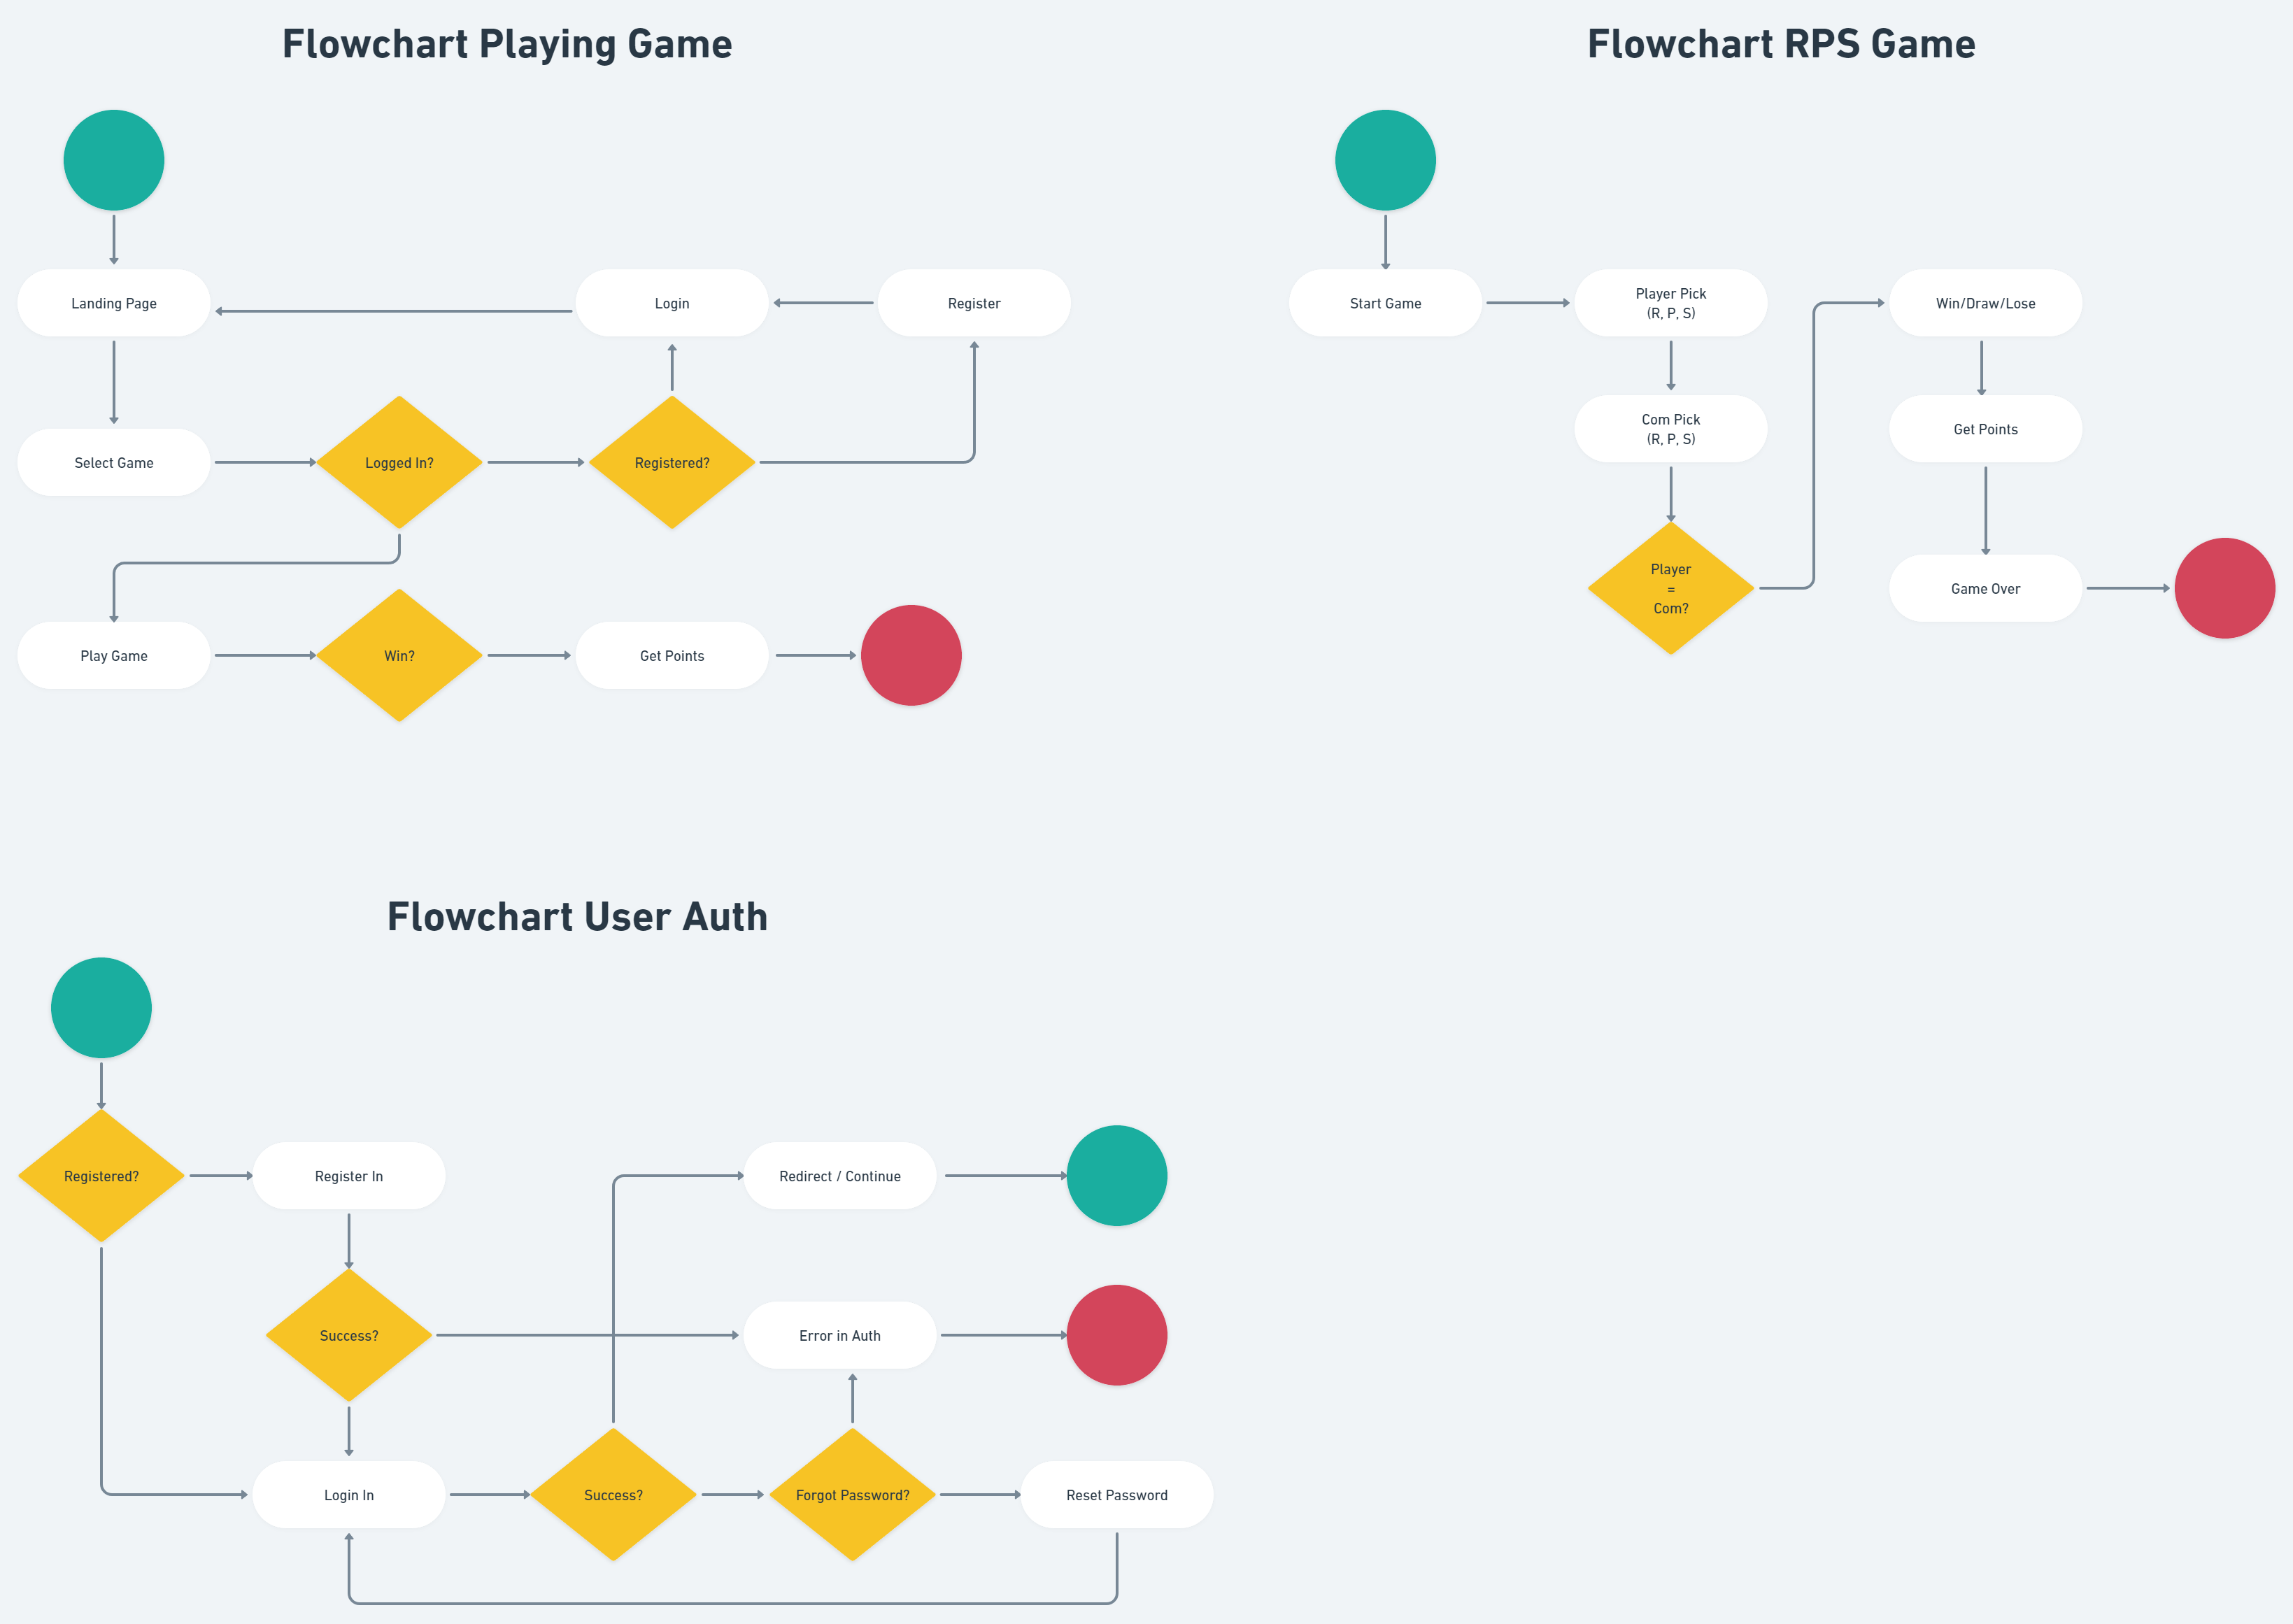 Flowchart Playing Game
Landing Page
Login
Register
Select Game
Logged In?
Registered?
Play Game
Win?
Get Points
Flowchart RPS Game
Start Game
Player Pick
(R, P, S)
Win/Draw/Lose
Com Pick
(R, P, S)
Get Points
Player
=
Com?
Game Over
Flowchart User Auth
Registered?
Register In
Redirect / Continue
Success?
Error in Auth
Login In
Success?
Forgot Password?
Reset Password